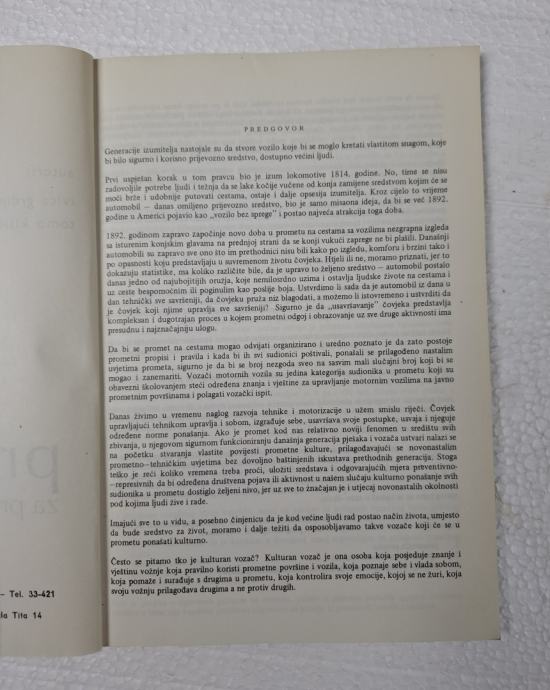 PREDGOVOR
Generacije izumitelja nastojale su da stvore vozilo koje bi se moglo kretati vlastitom snagom, koje
bi bilo sigurno i korisno prijevozno sredstvo, dostupno većini ljudi.
Prvi uspješan korak u tom pravcu bio je izum lokomotive 1814. godine. No, time se nisu
zadovoljile potrebe ljudi i težnja da se lake kočije vučene od konja zamijene sredstvom kojim će se
moći brže i udobnije putovati cestama, ostaje i dalje opsesija izumitelja. Kroz cijelo to vrijeme
automobil – danas omiljeno prijevozno sredstvo, bio je samo misaona ideja, da bi se već 1892.
godine u Americi pojavio kao „vozilo bez sprege" i postao najveća atrakcija toga doba.
1892. godinom zapravo započinje novo doba u prometu na cestama sa vozilima nezgrapna izgleda
sa isturenim konjskim glavama na prednjoj strani da se konji vukući zaprege ne bi plašili. Današnji
automobili su zapravo sve ono što im prethodnici nisu bili kako po izgledu, komforu i brzini tako i
po opasnosti koju predstavljaju u suvremenom životu čovjeka. Htjeli ili ne, moramo priznati, jer to
dokazuju statistike, ma koliko različite bile, da je upravo to željeno sredstvo – automobil postalo
danas jedno od najubojitijih oruzja, koje nemilosrdno uzima i ostavlja ljudske živote na cestama i
uz ceste bespomoćnim ili poginulim kao poslije boja. Ustvrdimo li sada da je automobil iz dana u
dan tehnički sve savršeniji, da čovjeku pruža niz blagodati, a možemo li istovremeno i ustvrditi da
je čovjek koji njime upravlja sve savršeniji? Sigurno je da „usavršavanje" čovjeka predstavlja
kompleksan i dugotrajan proces u kojem prometni odgoj i obrazovanje uz sve druge aktivnosti ima
presudnu i najznačajniju ulogu.
Da bi se promet na cestama mogao odvijati organizirano i uredno poznato je da zato postoje
prometni propisi i pravila i kada bi ih svi sudionici poštivali, ponašali se prilagođeno nastalim
uvjetima prometa, sigurno je da bi se broj nezgoda sveo na sasvim mali slučajni broj koji bi se
mogao i zanemariti. Vozači motornih vozila su jedina kategorija sudionika u prometu koji su
obavezni školovanjem steći određena znanja i vještine za upravljanje motornim vozilima na javno
prometnim površinama i polagati vozački ispit.
Danas živimo u vremenu naglog razvoja tehnike i motorizacije u užem smislu riječi. Čovjek
upravljajući tehnikom upravlja i sobom, izgrađuje sebe, usavršava svoje postupke, usvaja i njeguje
određene norme ponašanja. Ako je promet kod nas relativno noviji fenomen u središtu svih
zbivanja, u njegovom sigurnom funkcioniranju današnja generacija pješaka i vozača ustvari nalazi se
na početku stvaranja vlastite povijesti prometne kulture, prilagođavajući se novonastalim
prometno–tehničkim uvjetima bez dovoljno baštinjenih iskustava prethodnih generacija. Stoga
teško je reći koliko vremena treba proći, uložiti sredstava i odgovarajućih mjera preventivno–
–represivnih da bi određena društvena pojava ili aktivnost u našem slučaju kulturno ponašanje svih
sudionika u prometu dostiglo željeni nivo, jer uz sve to značajan je i utjecaj novonastalih okolnosti
pod kojima ljudi žive i rade.
Imajući sve to u vidu, a posebno činjenicu da je kod većine ljudi rad postao način života, umjesto
da bude sredstvo za život, moramo i dalje težiti da osposobljavamo takve vozače koji će se u
prometu ponašati kulturno.
Često se pitamo tko je kulturan vozač? Kulturan vozač je ona osoba koja posjeduje znanje i
vještinu vožnje koja pravilno koristi prometne površine i vozila, koja poznaje sebe i vlada sobom,
koja pomaže i surađuje s drugima u prometu, koja kontrolira svoje emocije, kojoj se ne žuri, koja
svoju vožnju prilagođava drugima a ne protiv drugih.
– Tel. 33-421
la Tita 14